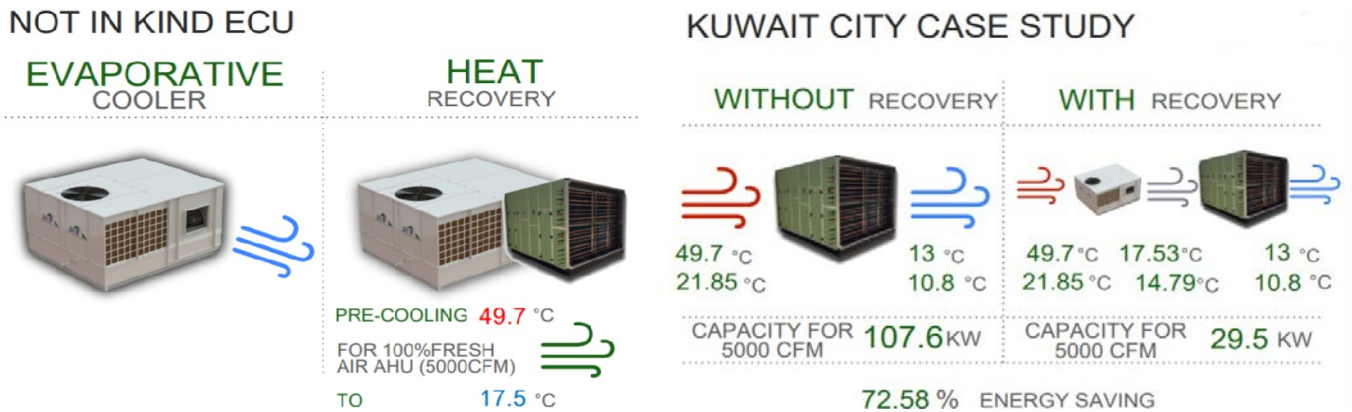 NOT IN KIND ECU
EVAPORATIVE
COOLER
HEAT
RECOVERY
PRE-COOLING 49.7 °C
FOR 100%FRESH
AIR AHU (5000CFM)
TO 17.5 °C
KUWAIT CITY CASE STUDY
WITHOUT RECOVERY
WITH RECOVERY
49.7 °C 13 °C
21.85 °C 10.8 °C
49.7°C 17.53°C 13 °C
21.85 °C 14.79°C 10.8 °C
CAPACITY FOR
5000 CFM 107.6 KW
CAPACITY FOR
5000 CFM 29.5 KW
72.58 % ENERGY SAVING